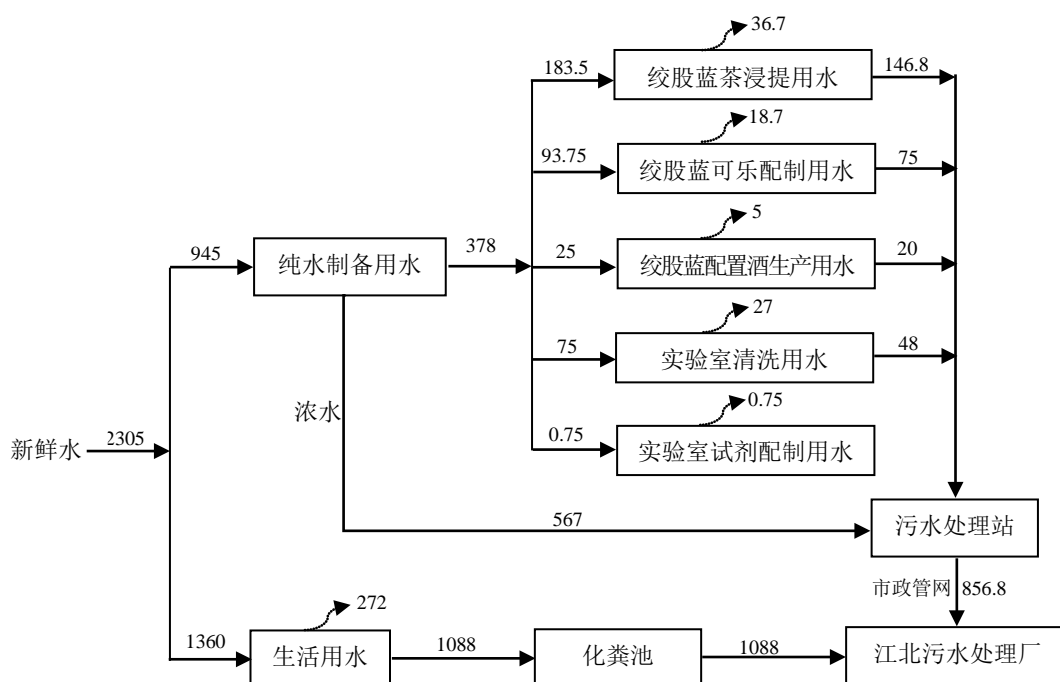 36.7
183.5
绞股蓝茶浸提用水
146.8
18.7
93.75
绞股蓝可乐配制用水
75
5
945
纯水制备用水
378
25
绞股蓝配置酒生产用水
20
27
75
实验室清洗用水
48
浓水
0.75
新鲜水
2305
0.75
实验室试剂配制用水
567
污水处理站
市政管网
856.8
272
1360
生活用水
1088
化粪池
1088
江北污水处理厂